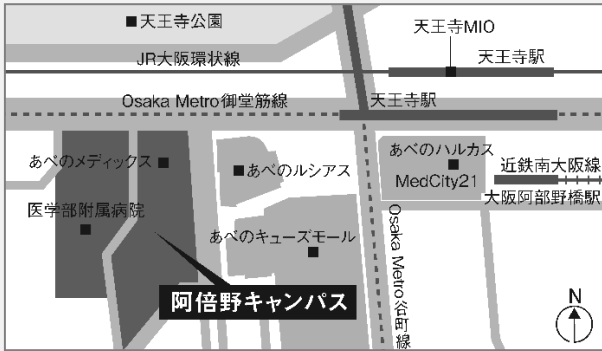 天王寺公園
天王寺MIO
JR大阪環状線
天王寺駅
Osaka Metro御堂筋線
天王寺駅
あべのメディックス
あべのルシアス
あべのハルカス
MedCity21
近鉄南大阪線
大阪阿部野橋駅
医学部附属病院
あべのキューズモール
Osaka Metro谷町線
阿倍野キャンパス
N